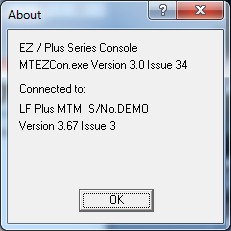 About
EZ / Plus Series Console
MTEZCon.exe Version 3.0 Issue 34
Connected to:
LF Plus MTM  S/No.DEMO
Version 3.67 Issue 3
OK